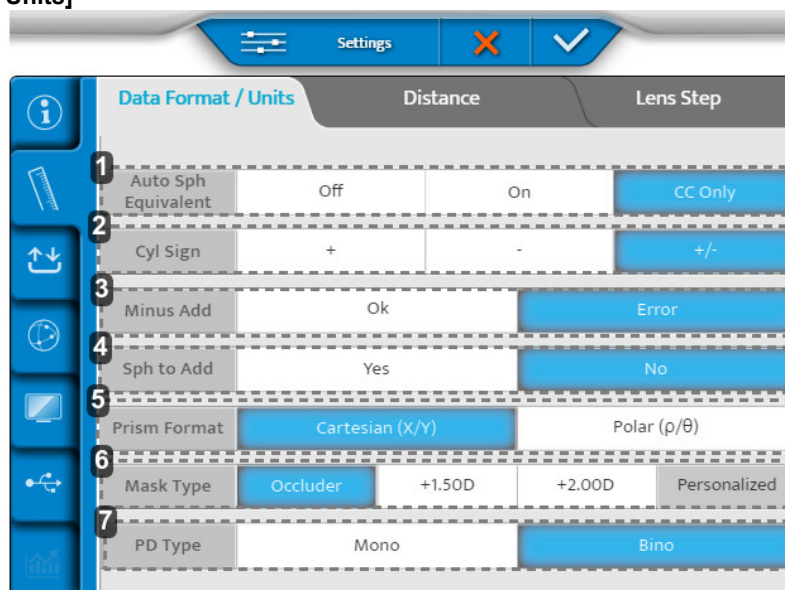 Units]
Settings
Data Format / Units Distance Lens Step
1
Auto Sph Equivalent Off On CC Only
2
Cyl Sign + - +/-
3
Minus Add Ok Error
4
Sph to Add Yes No
5
Prism Format Cartesian (X/Y) Polar (ρ/θ)
6
Mask Type Occluder +1.50D +2.00D Personalized
7
PD Type Mono Bino